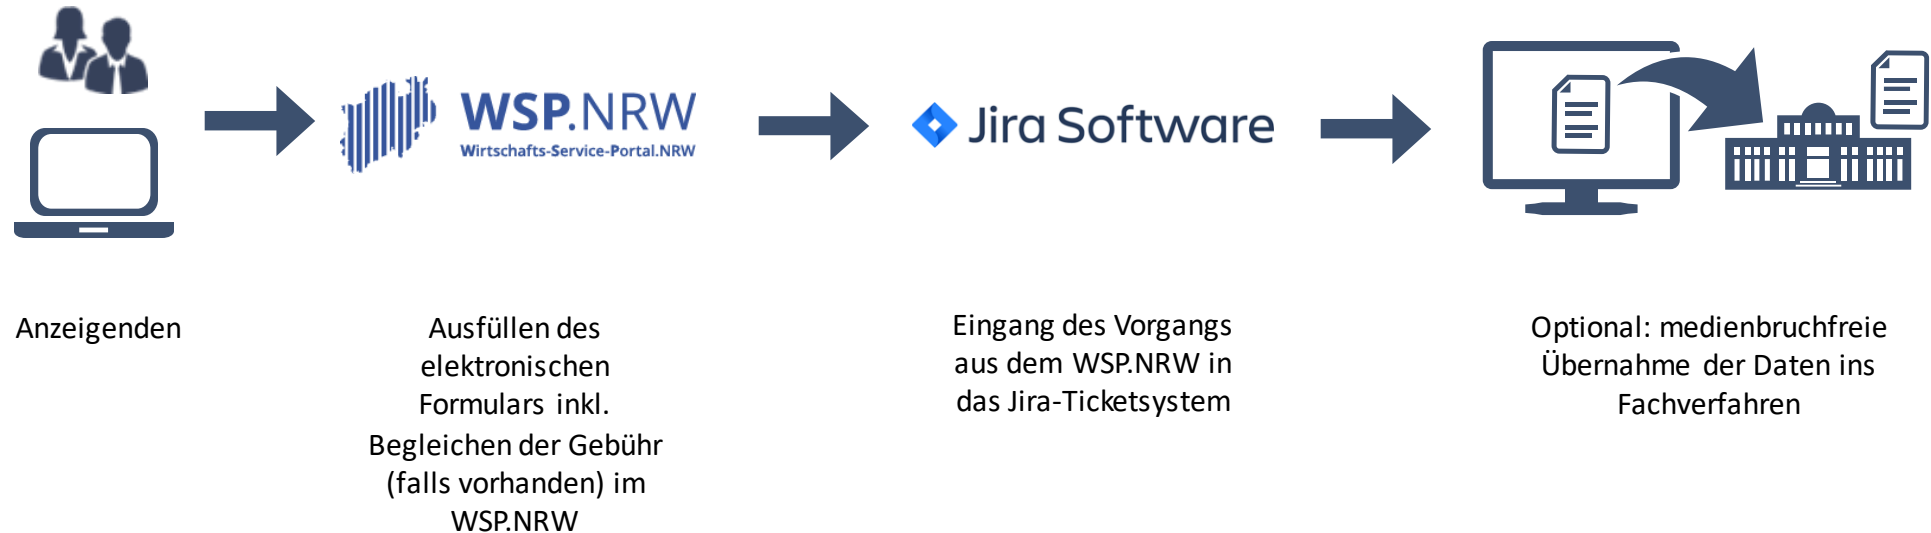 WSP.NRW
Wirtschafts-Service-Portal.NRW
Jira Software
Anzeigenden
Ausfüllen des
elektronischen
Formulars inkl.
Begleichen der Gebühr
(falls vorhanden) im
WSP.NRW
Eingang des Vorgangs
aus dem WSP.NRW in
das Jira-Ticketsystem
Optional: medienbruchfreie
Übernahme der Daten ins
Fachverfahren